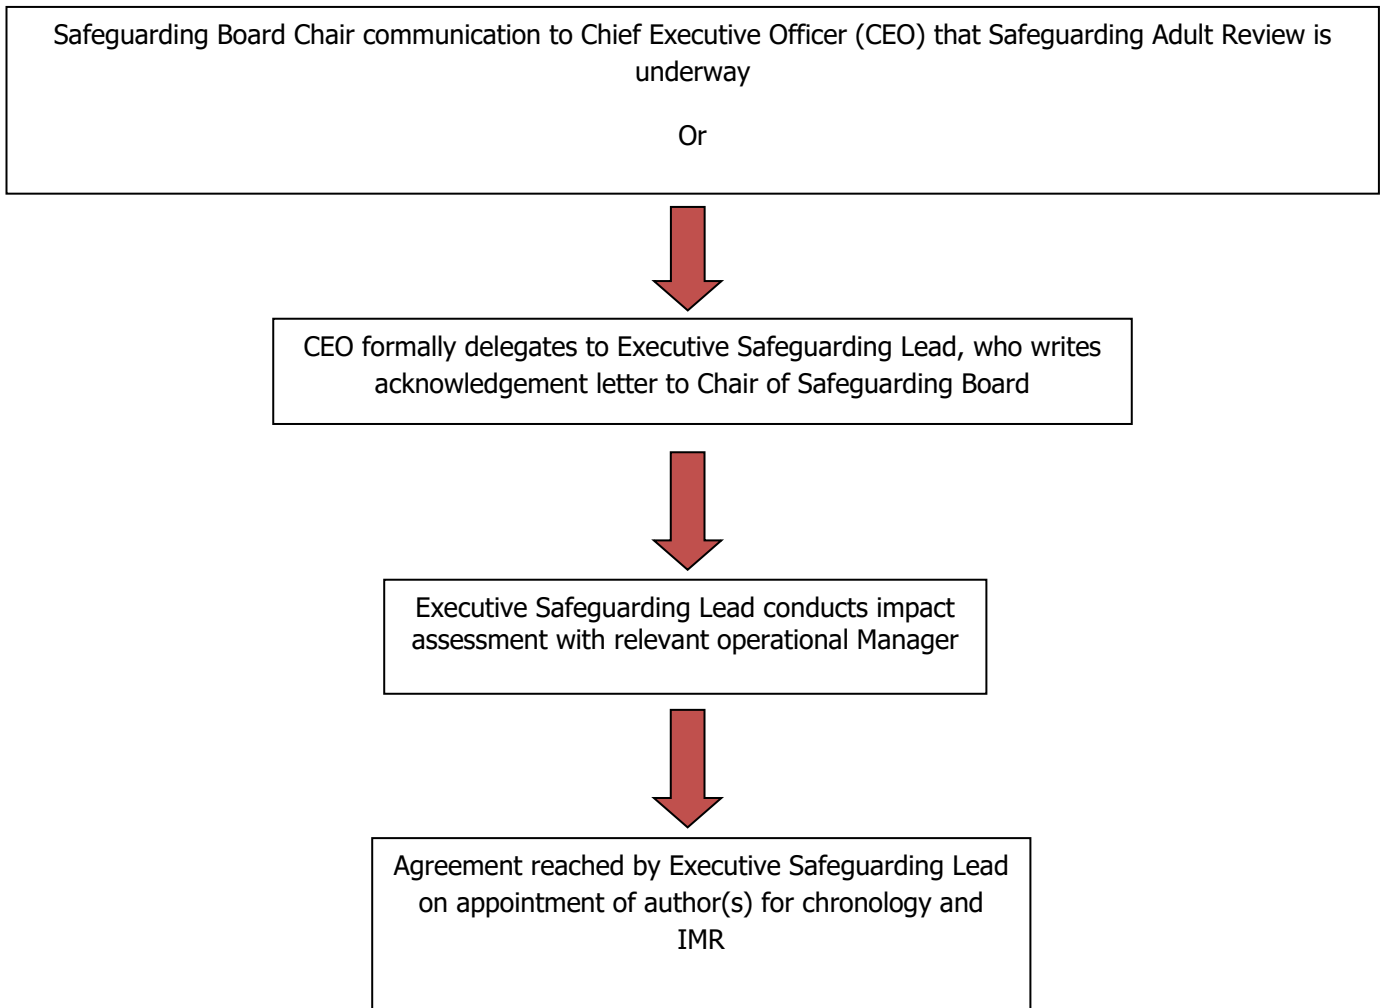 Safeguarding Board Chair communication to Chief Executive Officer (CEO) that Safeguarding Adult Review is
underway
Or
CEO formally delegates to Executive Safeguarding Lead, who writes
acknowledgement letter to Chair of Safeguarding Board
Executive Safeguarding Lead conducts impact
assessment with relevant operational Manager
Agreement reached by Executive Safeguarding Lead
on appointment of author(s) for chronology and
IMR